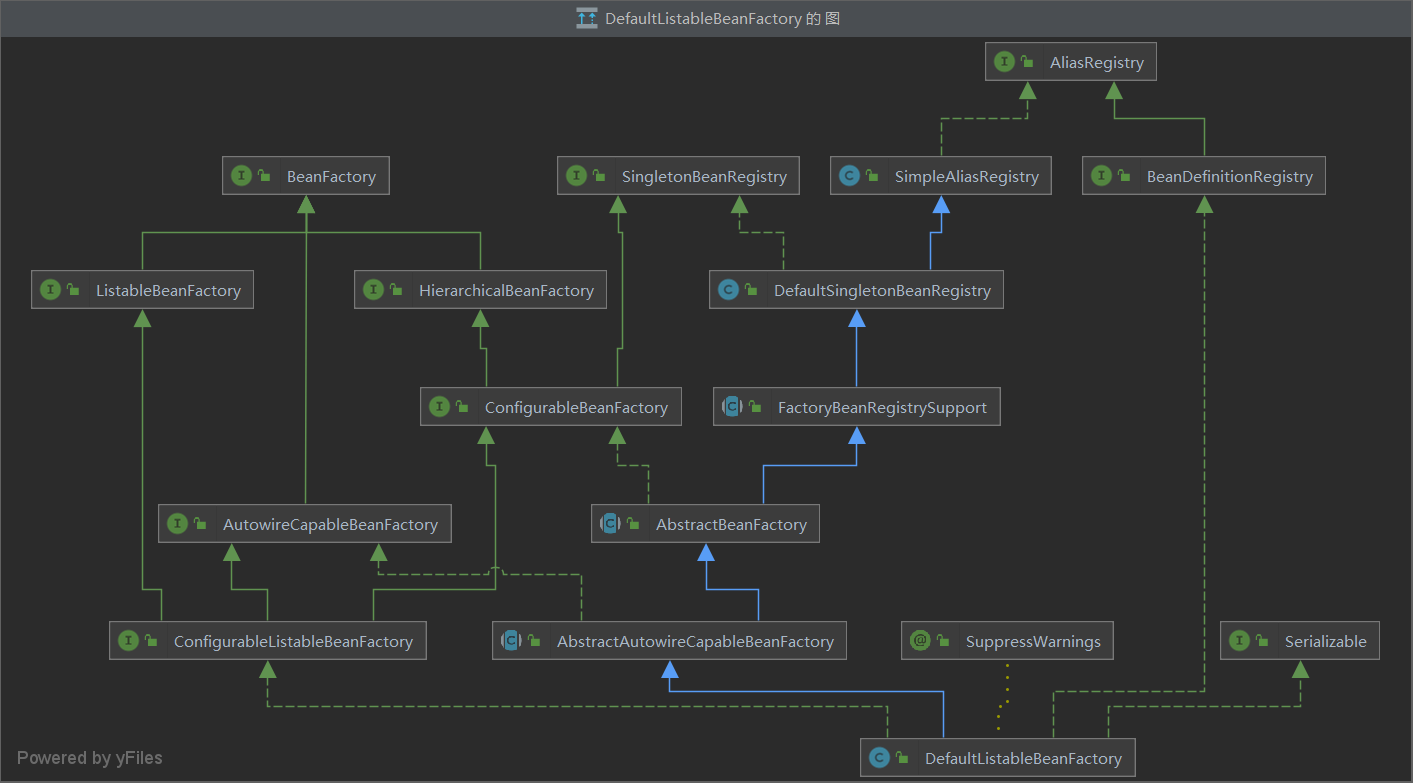 DefaultListableBeanFactory 的 图
I AliasRegistry
I BeanFactory
I SingletonBeanRegistry
C SimpleAliasRegistry
I BeanDefinitionRegistry
I ListableBeanFactory
I HierarchicalBeanFactory
C DefaultSingletonBeanRegistry
I ConfigurableBeanFactory
C FactoryBeanRegistrySupport
I AutowireCapableBeanFactory
C AbstractBeanFactory
I ConfigurableListableBeanFactory
C AbstractAutowireCapableBeanFactory
@ SuppressWarnings
I Serializable
C DefaultListableBeanFactory
Powered by yFiles